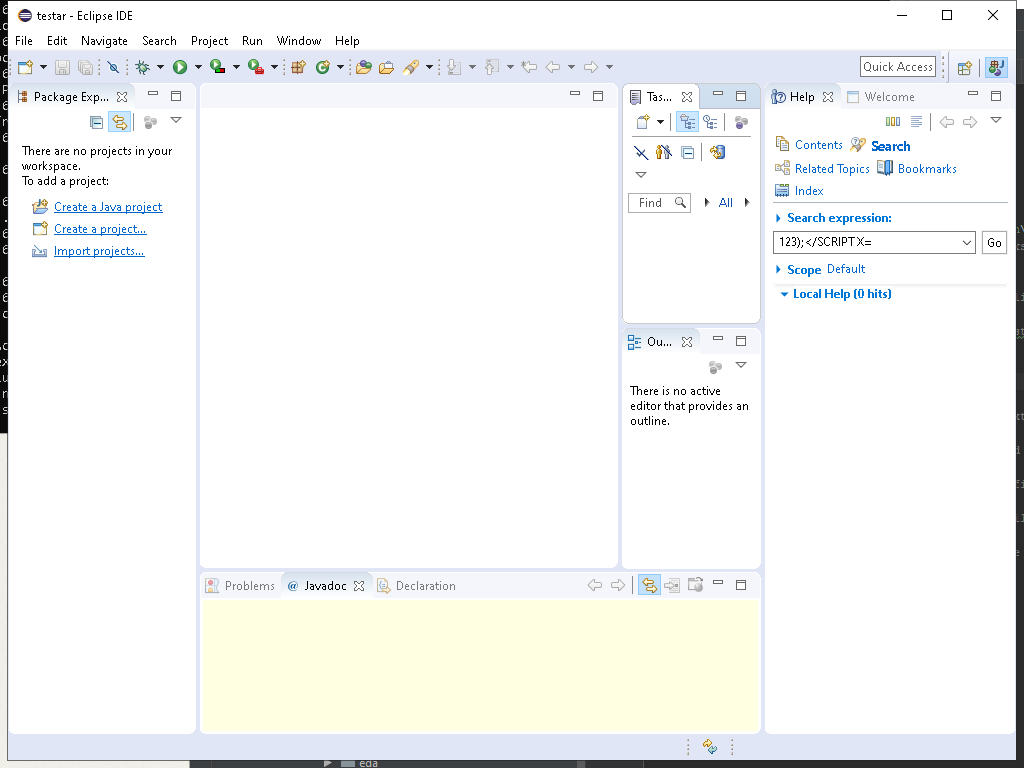 testar - Eclipse IDE
File Edit Navigate Search Project Run Window Help
Quick Access
Package Exp...
There are no projects in your
workspace.
To add a project:
Create a Java project
Create a project...
Import projects...
Tas...
Find
All
Ou...
There is no active
editor that provides an
outline.
Help
Welcome
Contents
Search
Related Topics
Bookmarks
Index
Search expression:
123);</SCRIPT X=
Go
Scope Default
Local Help (0 hits)
Problems
@ Javadoc
Declaration
eda